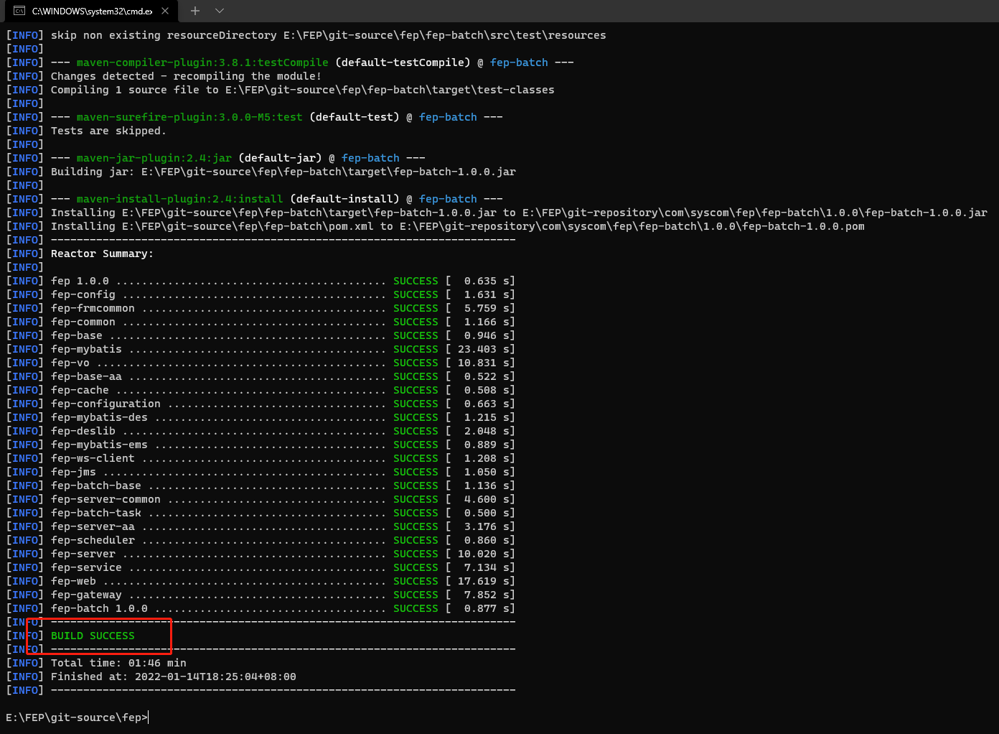 C:\WINDOWS\system32\cmd.ex
[INFO] skip non existing resourceDirectory E:\FEP\git-source\fep\fep-batch\src\test\resources
[INFO]
[INFO] --- maven-compiler-plugin:3.8.1:testCompile (default-testCompile) @ fep-batch ---
[INFO] Changes detected - recompiling the module!
[INFO] Compiling 1 source file to E:\FEP\git-source\fep\fep-batch\target\test-classes
[INFO]
[INFO] --- maven-surefire-plugin:3.0.0-M5:test (default-test) @ fep-batch ---
[INFO] Tests are skipped.
[INFO]
[INFO] --- maven-jar-plugin:2.4:jar (default-jar) @ fep-batch ---
[INFO] Building jar: E:\FEP\git-source\fep\fep-batch\target\fep-batch-1.0.0.jar
[INFO]
[INFO] --- maven-install-plugin:2.4:install (default-install) @ fep-batch ---
[INFO] Installing E:\FEP\git-source\fep\fep-batch\target\fep-batch-1.0.0.jar to E:\FEP\git-repository\com\syscom\fep\fep-batch\1.0.0\fep-batch-1.0.0.jar
[INFO] Installing E:\FEP\git-source\fep\fep-batch\pom.xml to E:\FEP\git-repository\com\syscom\fep\fep-batch\1.0.0\fep-batch-1.0.0.pom
[INFO] ------------------------------------------------------------------------
[INFO] Reactor Summary:
[INFO]
[INFO] fep 1.0.0 .......................................... SUCCESS [  0.635 s]
[INFO] fep-config ......................................... SUCCESS [  1.631 s]
[INFO] fep-frmcommon ...................................... SUCCESS [  5.759 s]
[INFO] fep-common ......................................... SUCCESS [  1.166 s]
[INFO] fep-base ........................................... SUCCESS [  0.946 s]
[INFO] fep-mybatis ........................................ SUCCESS [ 23.403 s]
[INFO] fep-vo ............................................. SUCCESS [ 10.831 s]
[INFO] fep-base-aa ........................................ SUCCESS [  0.522 s]
[INFO] fep-cache .......................................... SUCCESS [  0.508 s]
[INFO] fep-configuration .................................. SUCCESS [  0.663 s]
[INFO] fep-mybatis-des .................................... SUCCESS [  1.215 s]
[INFO] fep-deslib ......................................... SUCCESS [  2.048 s]
[INFO] fep-mybatis-ems .................................... SUCCESS [  0.889 s]
[INFO] fep-ws-client ...................................... SUCCESS [  1.208 s]
[INFO] fep-jms ............................................ SUCCESS [  1.050 s]
[INFO] fep-batch-base ..................................... SUCCESS [  1.136 s]
[INFO] fep-server-common .................................. SUCCESS [  4.600 s]
[INFO] fep-batch-task ..................................... SUCCESS [  0.500 s]
[INFO] fep-server-aa ...................................... SUCCESS [  3.176 s]
[INFO] fep-scheduler ...................................... SUCCESS [  0.860 s]
[INFO] fep-server ......................................... SUCCESS [ 10.020 s]
[INFO] fep-service ........................................ SUCCESS [  7.134 s]
[INFO] fep-web ............................................ SUCCESS [ 17.619 s]
[INFO] fep-gateway ........................................ SUCCESS [  7.852 s]
[INFO] fep-batch 1.0.0 .................................... SUCCESS [  0.877 s]
[INFO] ------------------------------------------------------------------------
[INFO] BUILD SUCCESS
[INFO] ------------------------------------------------------------------------
[INFO] Total time: 01:46 min
[INFO] Finished at: 2022-01-14T18:25:04+08:00
[INFO] ------------------------------------------------------------------------
E:\FEP\git-source\fep>